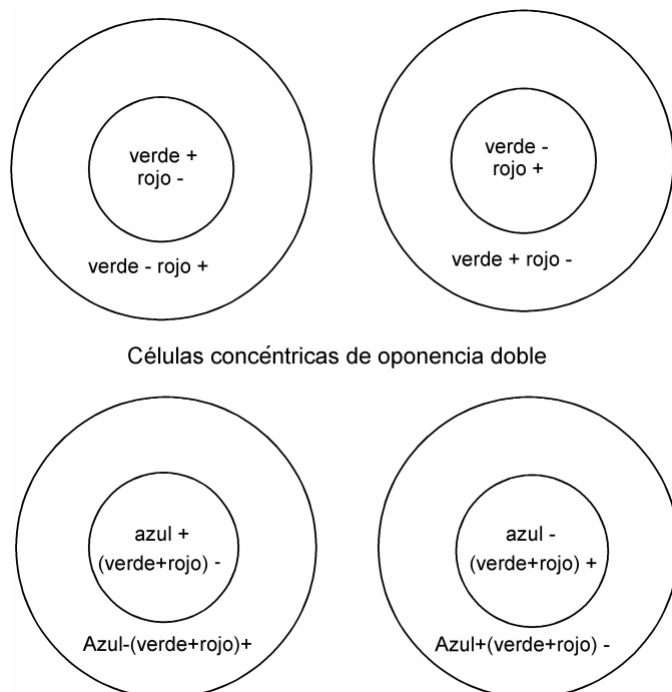 verde +
rojo -
verde - rojo +
verde -
rojo +
verde + rojo -
Células concéntricas de oponencia doble
azul +
(verde+rojo) -
Azul-(verde+rojo)+
azul -
(verde+rojo) +
Azul+(verde+rojo) -